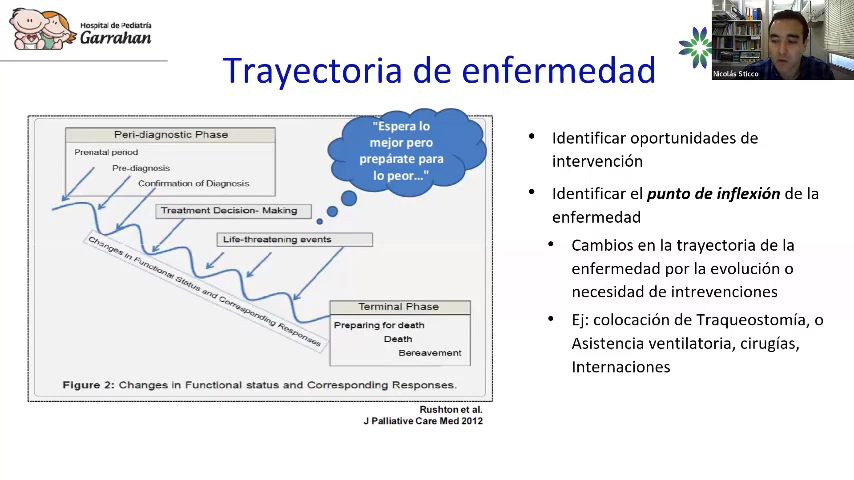 Hospital de Pediatría
Garrahan
Nicolás Sticco
Trayectoria de enfermedad
Peri-diagnostic Phase
Prenatal period
Pre-diagnosis
Confirmation of Diagnosis
"Espera lo
mejor pero
prepárate para
lo peor..."
Treatment Decision- Making
Life-threatening events
Changes in Functional Status and Corresponding Responses
Terminal Phase
Preparing for death
Death
Bereavement
Figure 2: Changes in Functional status and Corresponding Responses.
Rushton et al.
J Palliative Care Med 2012
• Identificar oportunidades de
intervención
• Identificar el punto de inflexión de la
enfermedad
• Cambios en la trayectoria de la
enfermedad por la evolución o
necesidad de intrevenciones
• Ej: colocación de Traqueostomía, o
Asistencia ventilatoria, cirugías,
Internaciones